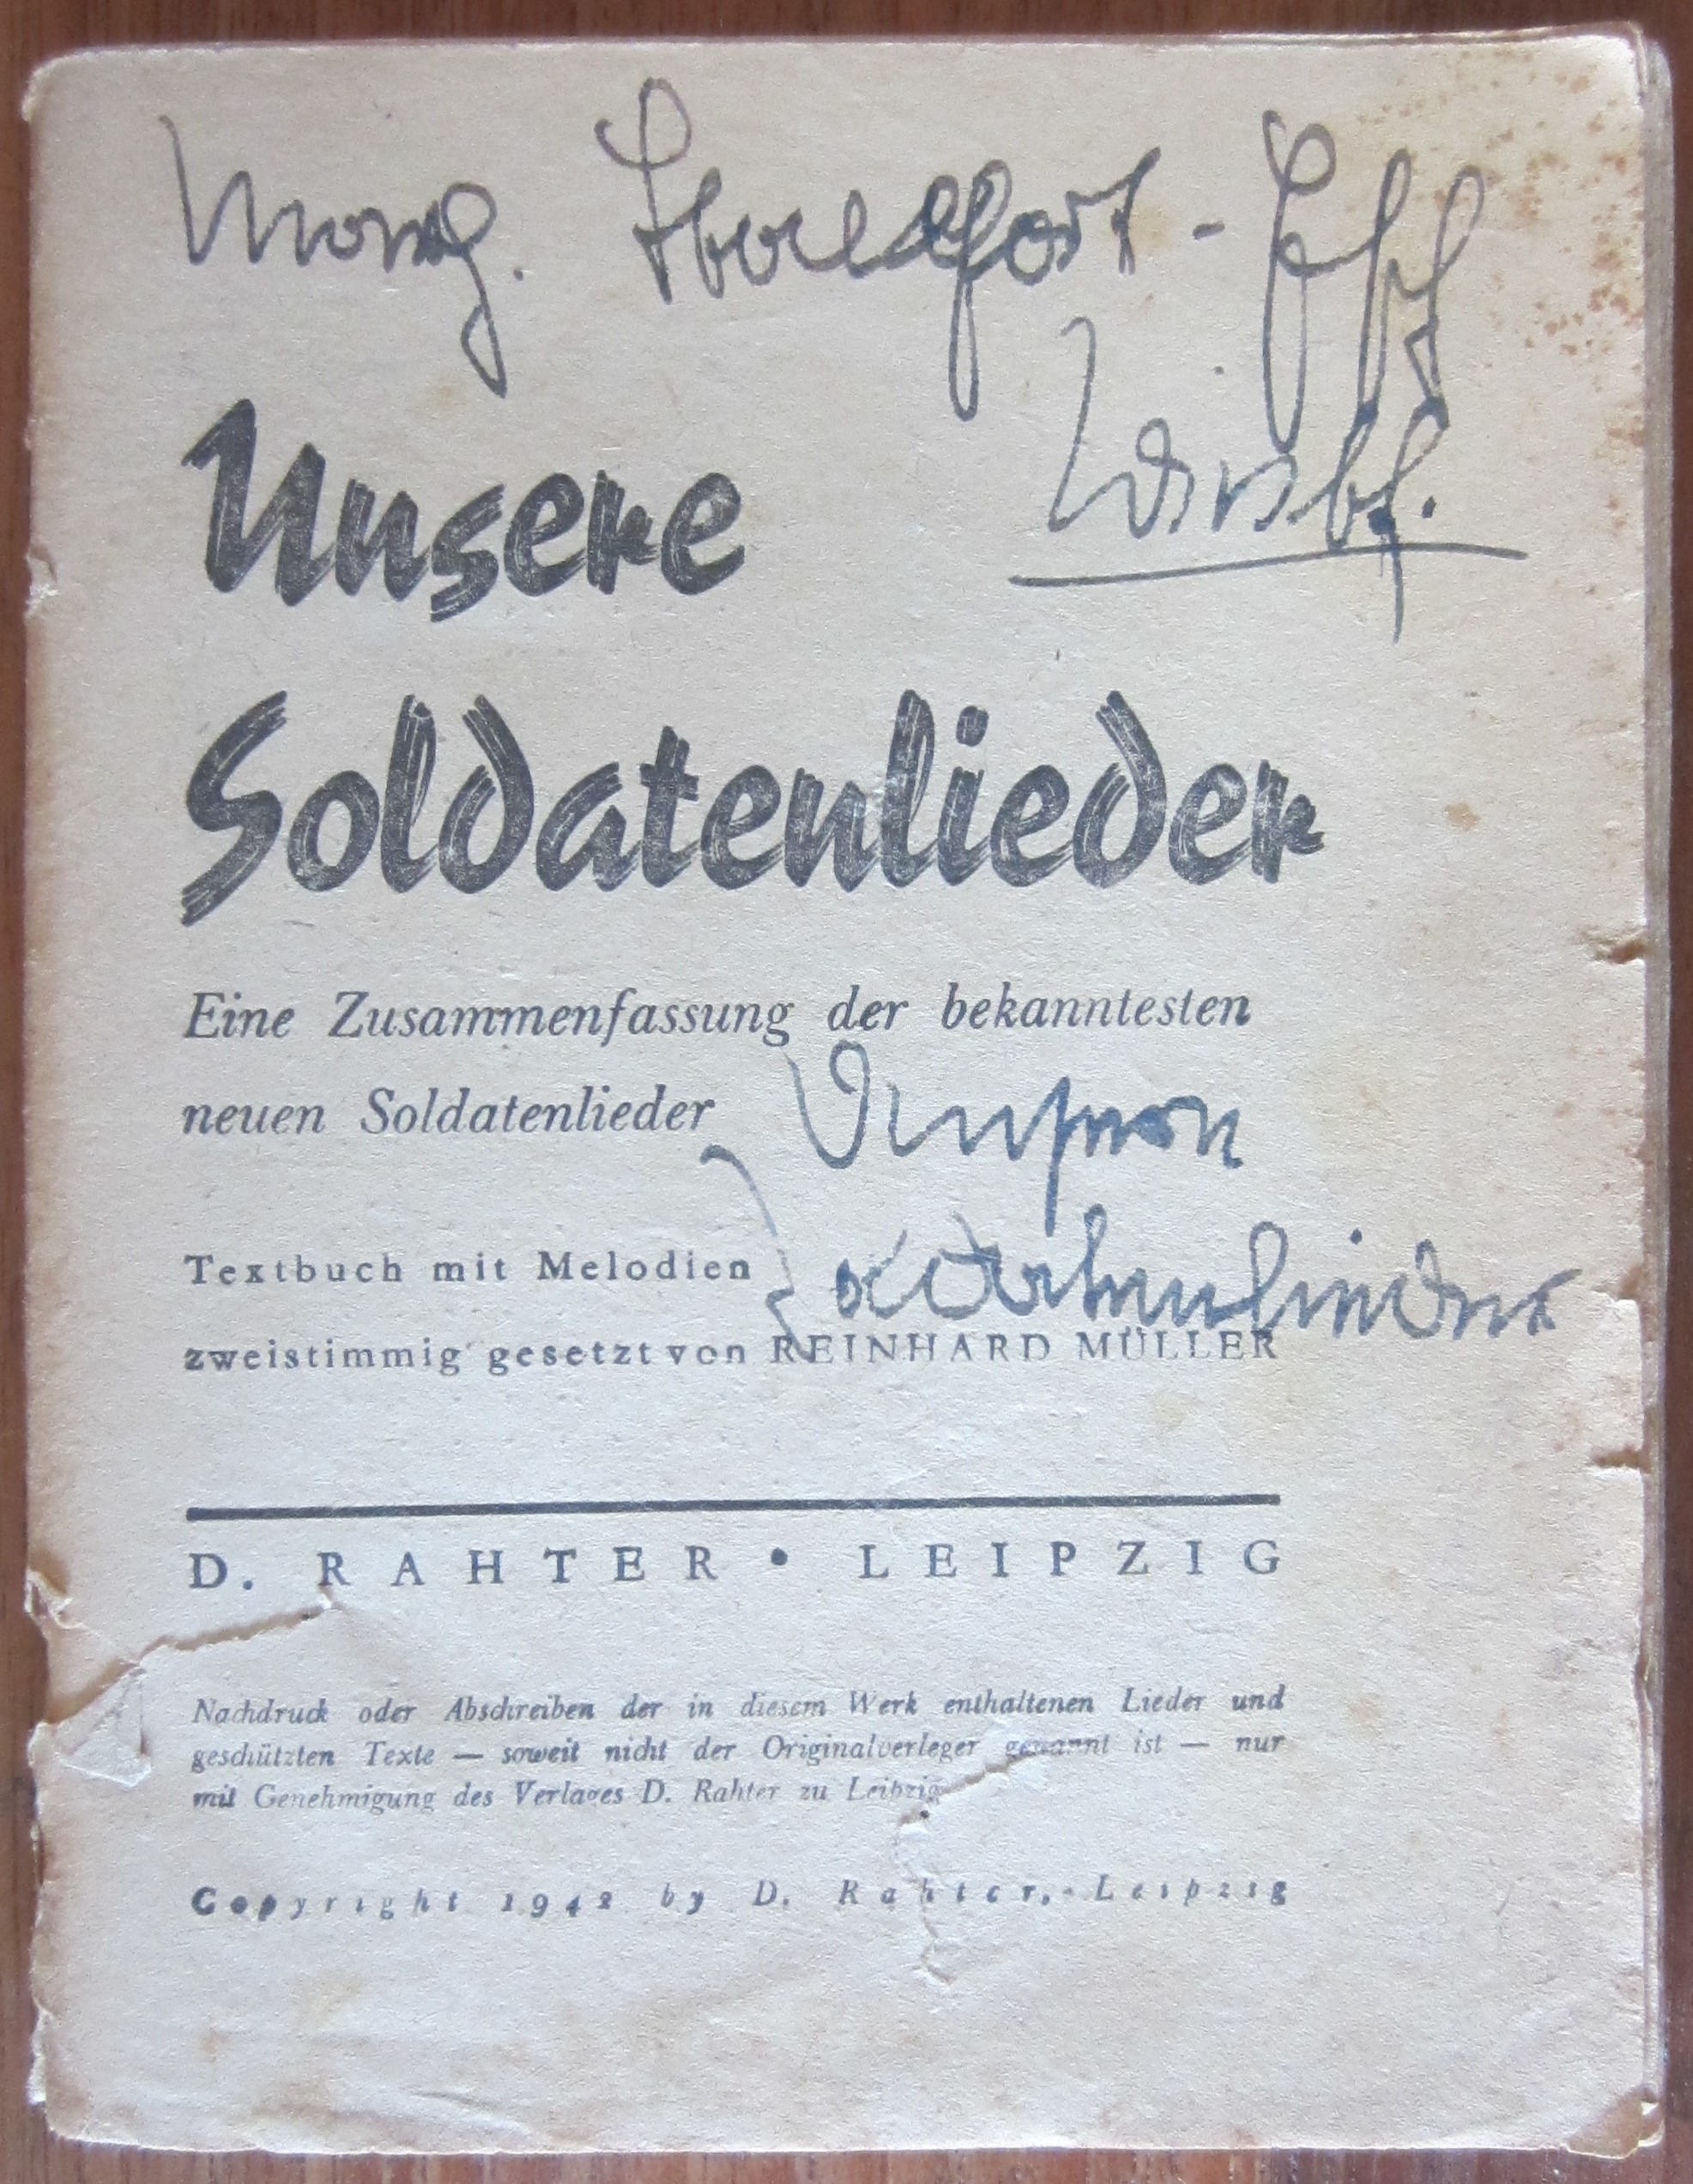 Unsere
Soldatenlieder
Eine Zusammenfassung der bekanntesten
neuen Soldatenlieder
Unsere
Soldatenlieder
Textbuch mit Melodien
zweistimmig gesetzt von REINHARD MÜLLER
D. RAHTER • LEIPZIG
Nachdruck oder Abschreiben der in diesem Werk enthaltenen Lieder und
geschützten Texte — soweit nicht der Originalverleger genannt ist — nur
mit Genehmigung des Verlages D. Rahter zu Leipzig
Copyright 1942 by D. Rahter, Leipzig